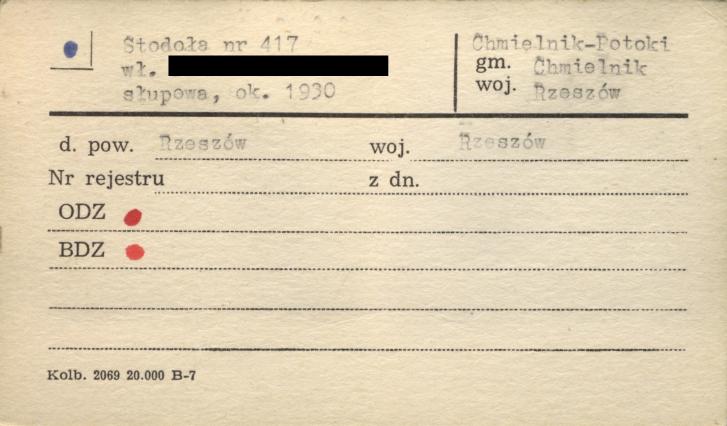 Stodoła nr 417
wł.
słupowa, ok. 1930
Chmielnik-Potoki
gm. Chmielnik
woj. Rzeszów
d. pow. Rzeszów woj. Rzeszów
Nr rejestru z dn.
ODZ
BDZ
Kolb. 2069 20.000 B-7